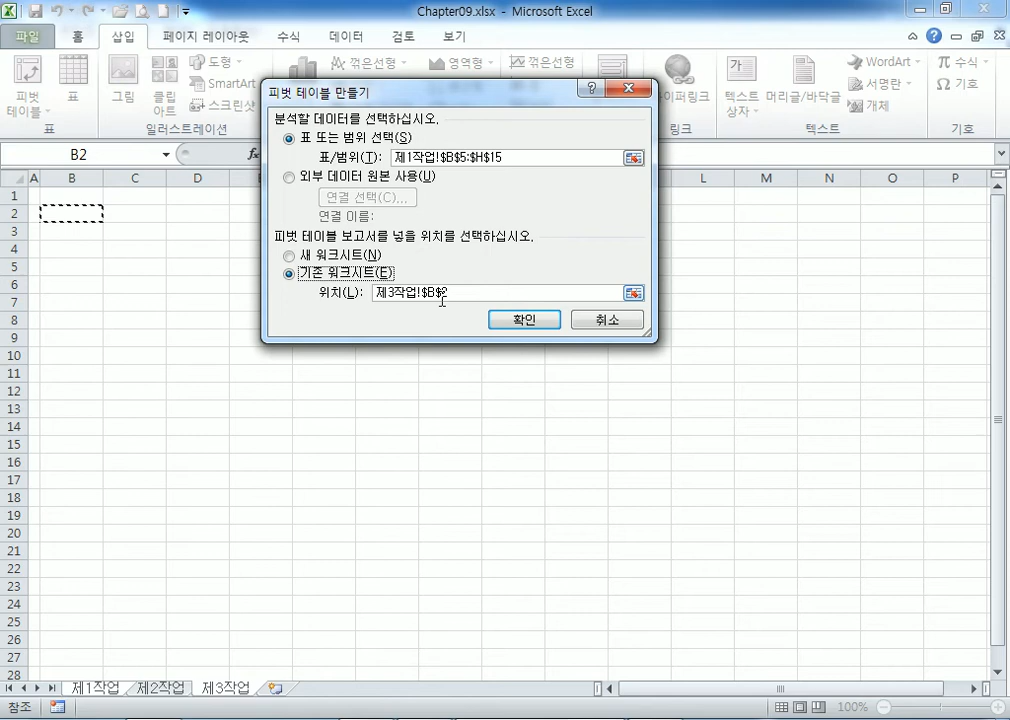 Chapter09.xlsx - Microsoft Excel
파일 홈 삽입 페이지 레이아웃 수식 데이터 검토 보기
피벗 테이블
표
표
그림
클립 아트
도형
SmartArt
스크린샷
일러스트레이션
꺾은선형
영역형
꺾은선형
링크
텍스트 상자
머리글/바닥글
WordArt
서명란
개체
텍스트
수식
기호
기호
B2
fx
A B C D L M N O P
1
2
3
4
5
6
7
8
9
10
11
12
13
14
15
16
17
18
19
20
21
22
23
24
25
26
27
28
피벗 테이블 만들기
분석할 데이터를 선택하십시오.
표 또는 범위 선택(S)
표/범위(T): 제1작업!$B$5:$H$15
외부 데이터 원본 사용(U)
연결 선택(C)...
연결 이름:
피벗 테이블 보고서를 넣을 위치를 선택하십시오.
새 워크시트(N)
기존 워크시트(E)
위치(L): 제3작업!$B$2
확인 취소
제1작업 제2작업 제3작업
참조 100%